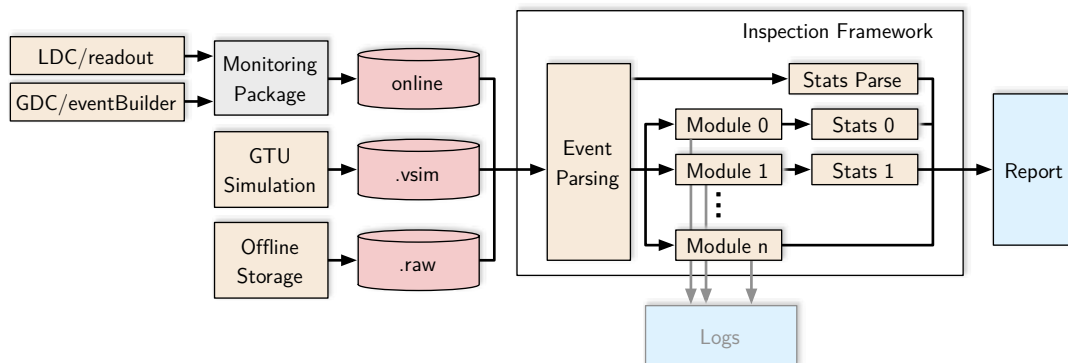 Inspection Framework
LDC/readout
GDC/eventBuilder
Monitoring
Package
online
Stats Parse
Module 0
Stats 0
GTU
Simulation
.vsim
Event
Parsing
Module 1
Stats 1
Report
Offline
Storage
.raw
Module n
Logs